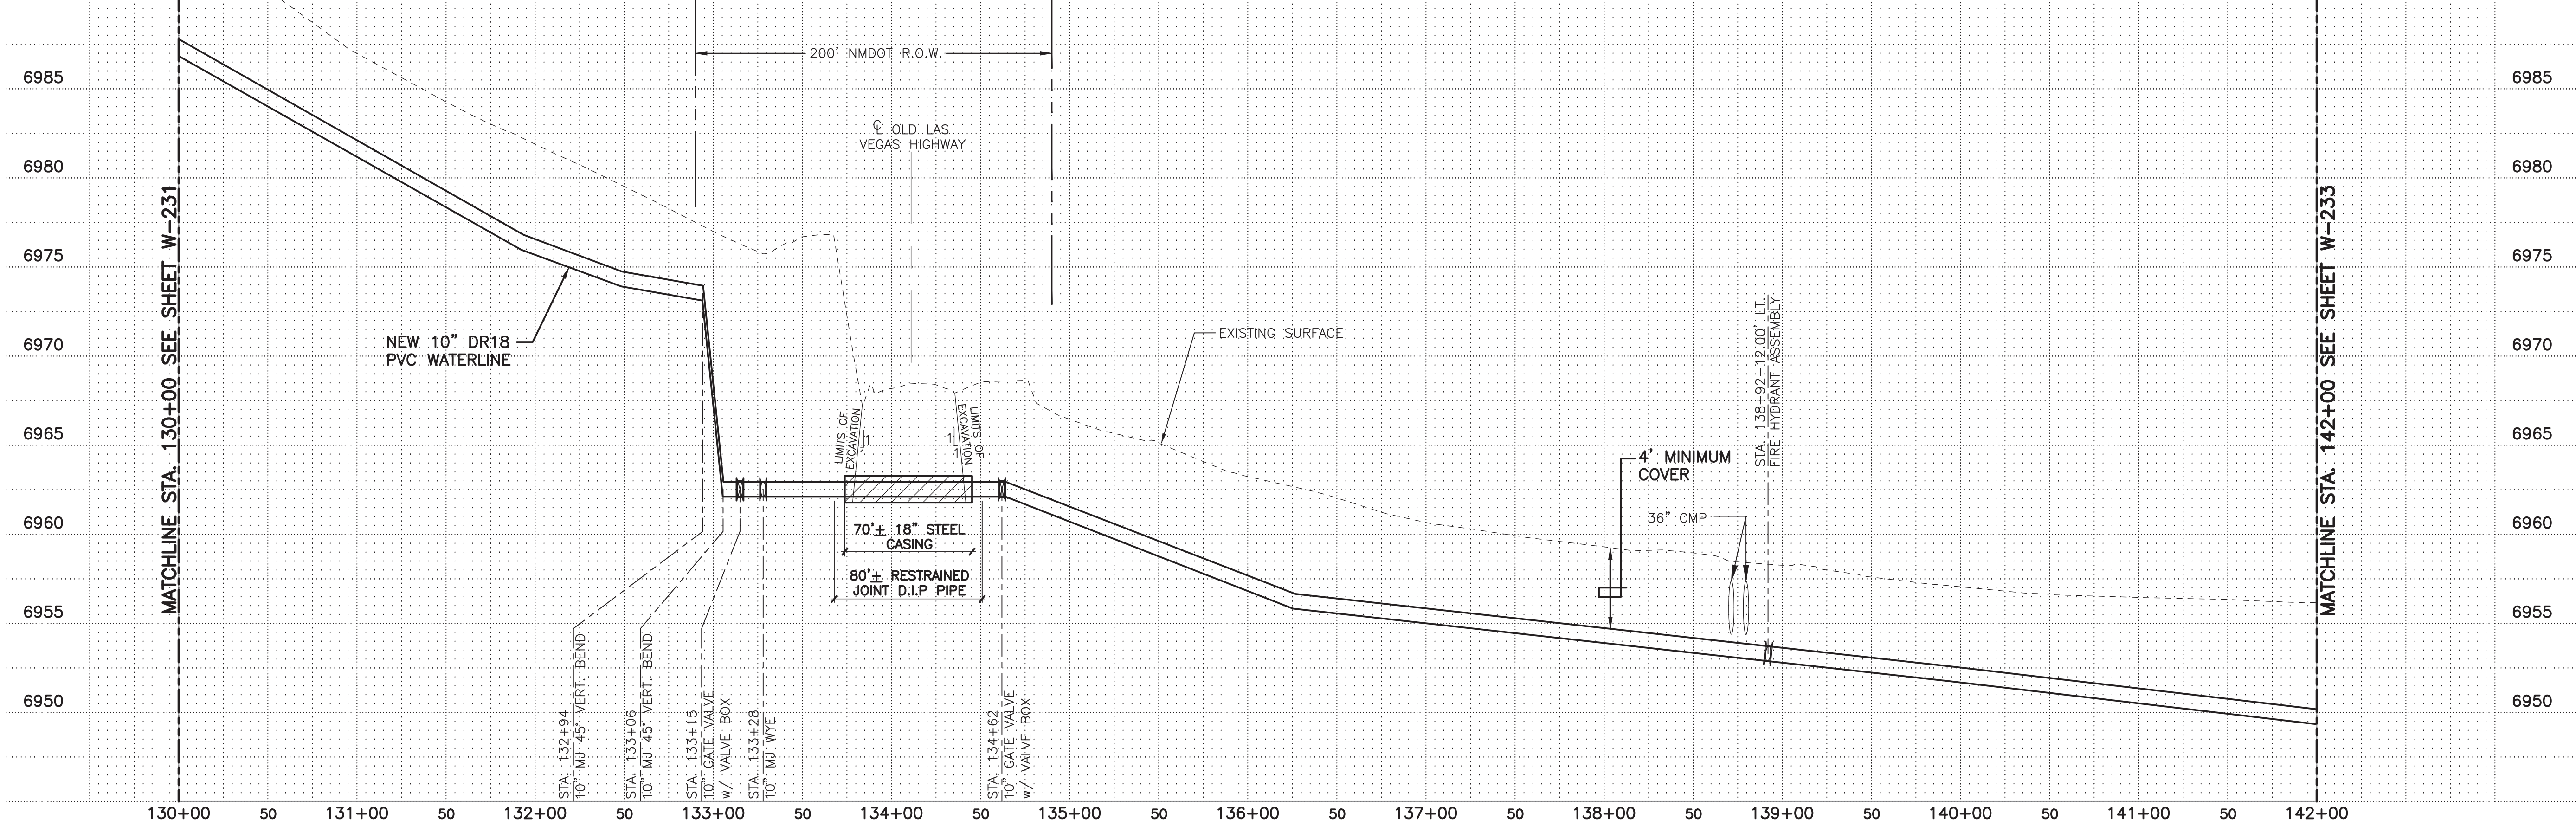 200' NMDOT R.O.W.
6985
6985
℄ OLD LAS
VEGAS HIGHWAY
6980
6980
MATCHLINE STA. 130+00 SEE SHEET W-231
MATCHLINE STA. 142+00 SEE SHEET W-233
6975
6975
NEW 10" DR18
PVC WATERLINE
6970
6970
EXISTING SURFACE
STA. 138+92-12.00' LT.
FIRE HYDRANT ASSEMBLY
LIMITS OF
EXCAVATION
1
1
1
1
LIMITS OF
EXCAVATION
6965
6965
4' MINIMUM
COVER
36" CMP
6960
6960
70'± 18" STEEL
CASING
80'± RESTRAINED
JOINT D.I.P PIPE
6955
6955
6950
6950
STA. 132+94
10" MJ 45° VERT. BEND
STA. 133+06
10" MJ 45° VERT. BEND
STA. 133+15
10" GATE VALVE
w/ VALVE BOX
STA. 133+28
10" MJ WYE
STA. 134+62
10" GATE VALVE
w/ VALVE BOX
130+00 50 131+00 50 132+00 50 133+00 50 134+00 50 135+00 50 136+00 50 137+00 50 138+00 50 139+00 50 140+00 50 141+00 50 142+00